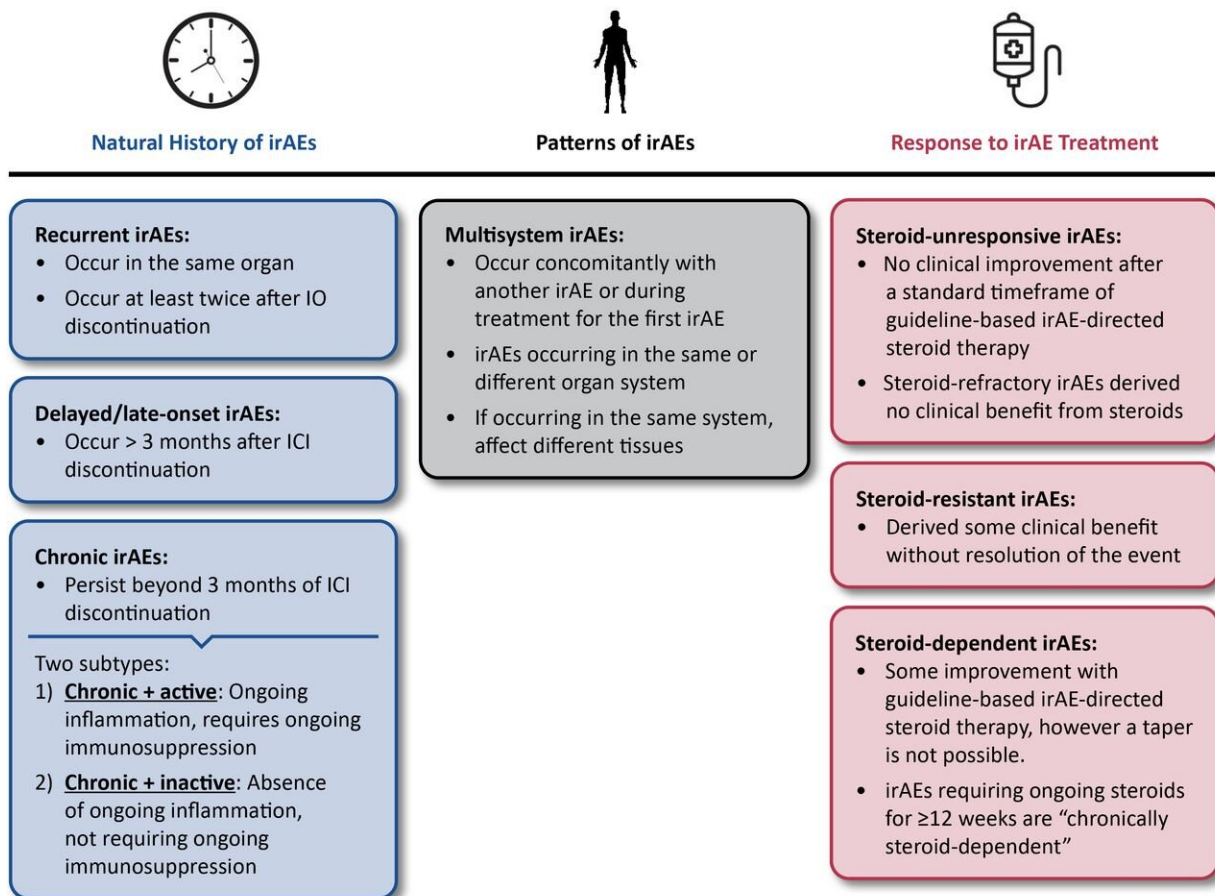 Natural History of irAEs
Patterns of irAEs
Response to irAE Treatment
Recurrent irAEs:
• Occur in the same organ
• Occur at least twice after IO
discontinuation
Delayed/late-onset irAEs:
• Occur > 3 months after ICI
discontinuation
Chronic irAEs:
• Persist beyond 3 months of ICI
discontinuation
Two subtypes:
1) Chronic + active: Ongoing
inflammation, requires ongoing
immunosuppression
2) Chronic + inactive: Absence
of ongoing inflammation,
not requiring ongoing
immunosuppression
Multisystem irAEs:
• Occur concomitantly with
another irAE or during
treatment for the first irAE
• irAEs occurring in the same or
different organ system
• If occurring in the same system,
affect different tissues
Steroid-unresponsive irAEs:
• No clinical improvement after
a standard timeframe of
guideline-based irAE-directed
steroid therapy
• Steroid-refractory irAEs derived
no clinical benefit from steroids
Steroid-resistant irAEs:
• Derived some clinical benefit
without resolution of the event
Steroid-dependent irAEs:
• Some improvement with
guideline-based irAE-directed
steroid therapy, however a taper
is not possible.
• irAEs requiring ongoing steroids
for ≥12 weeks are “chronically
steroid-dependent”